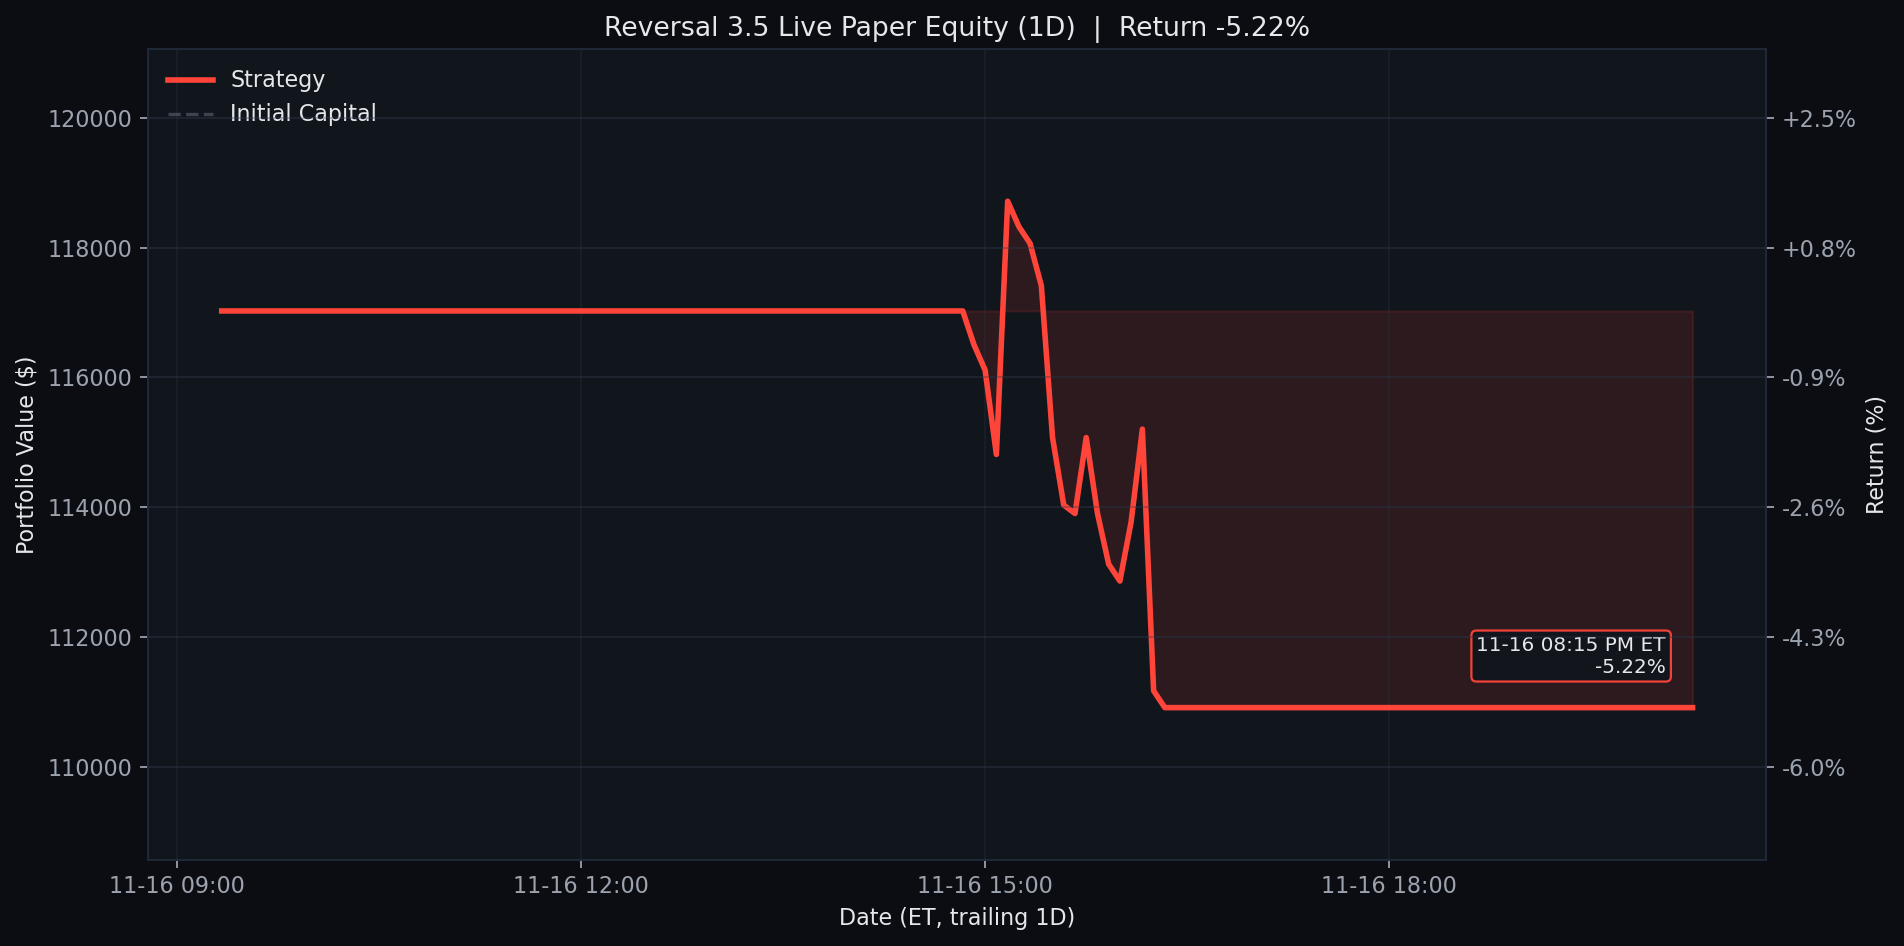 Reversal 3.5 Live Paper Equity (1D)  |  Return -5.22%
Strategy
Initial Capital
Portfolio Value ($)
120000
118000
116000
114000
112000
110000
+2.5%
+0.8%
-0.9%
-2.6%
-4.3%
-6.0%
Return (%)
11-16 08:15 PM ET
-5.22%
11-16 09:00
11-16 12:00
11-16 15:00
11-16 18:00
Date (ET, trailing 1D)